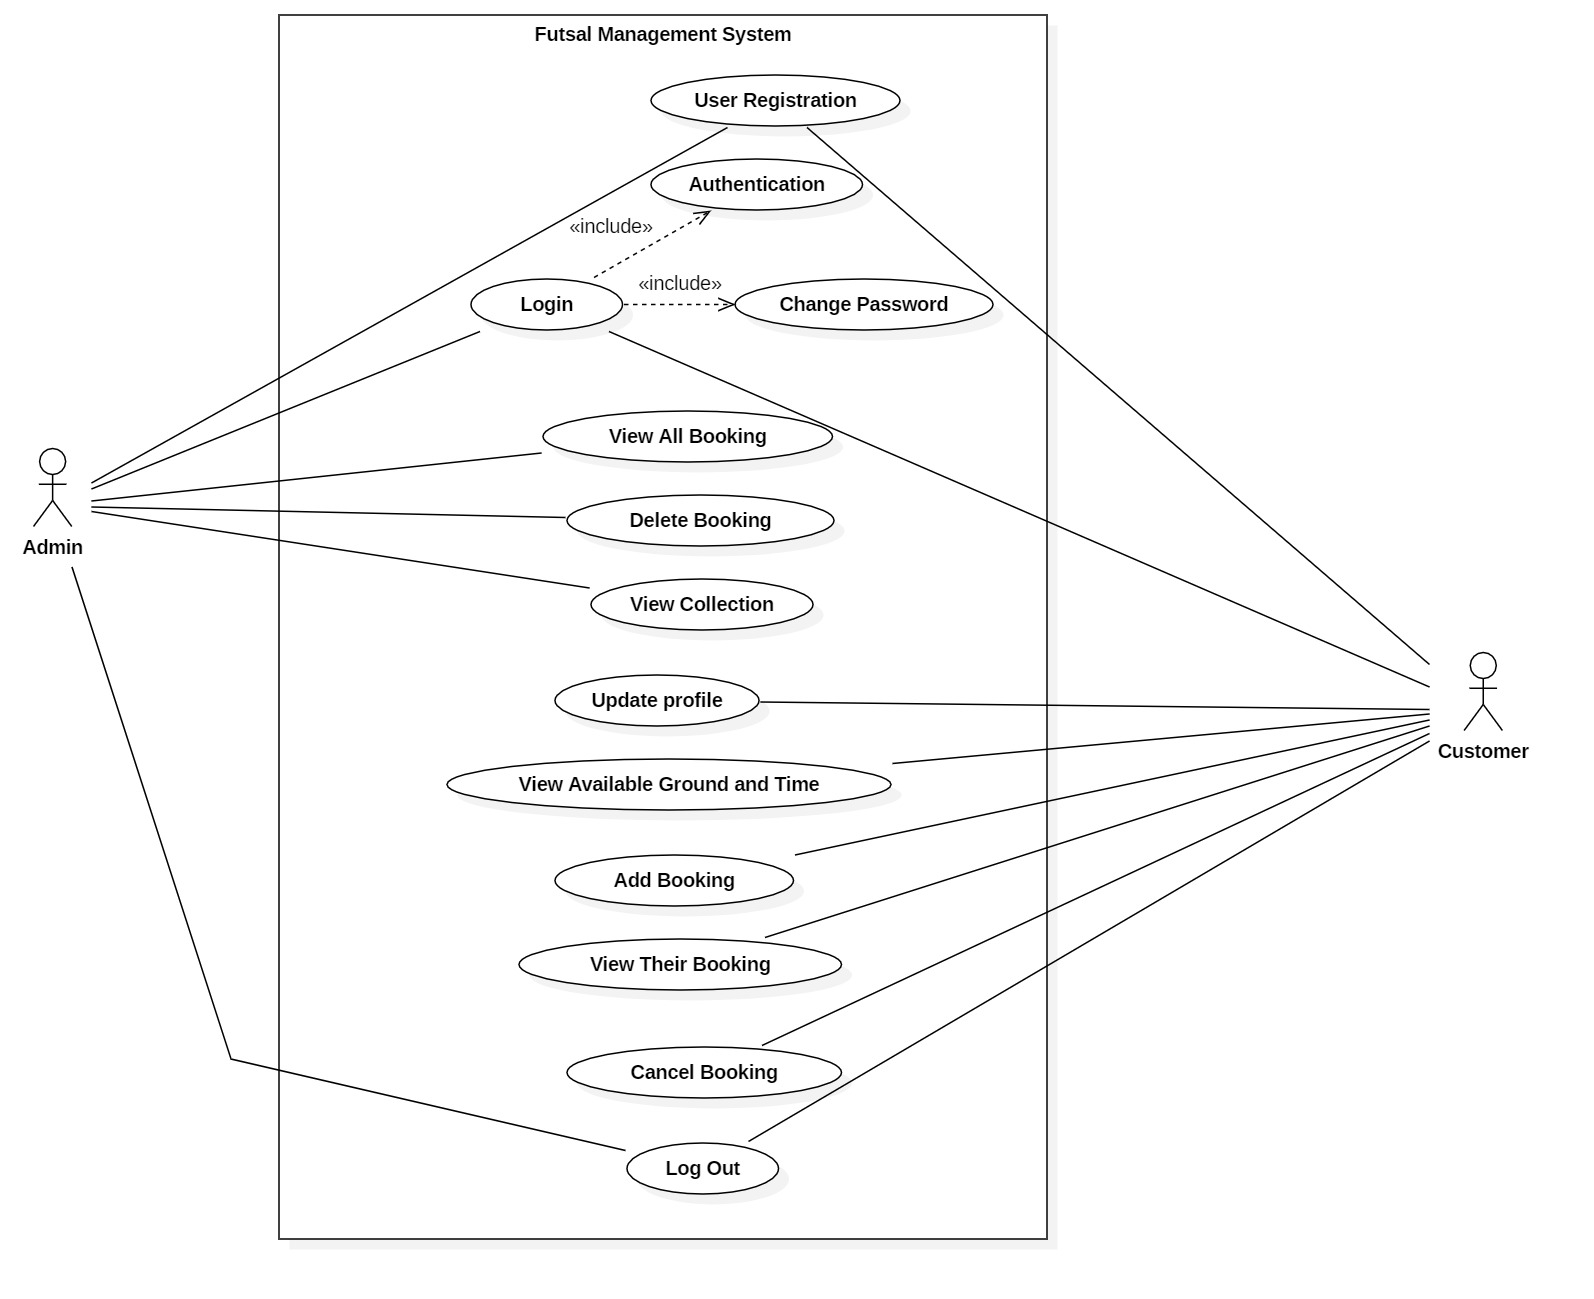 Futsal Management System
User Registration
Authentication
«include»
«include»
Login
Change Password
View All Booking
Delete Booking
Admin
View Collection
Update profile
Customer
View Available Ground and Time
Add Booking
View Their Booking
Cancel Booking
Log Out